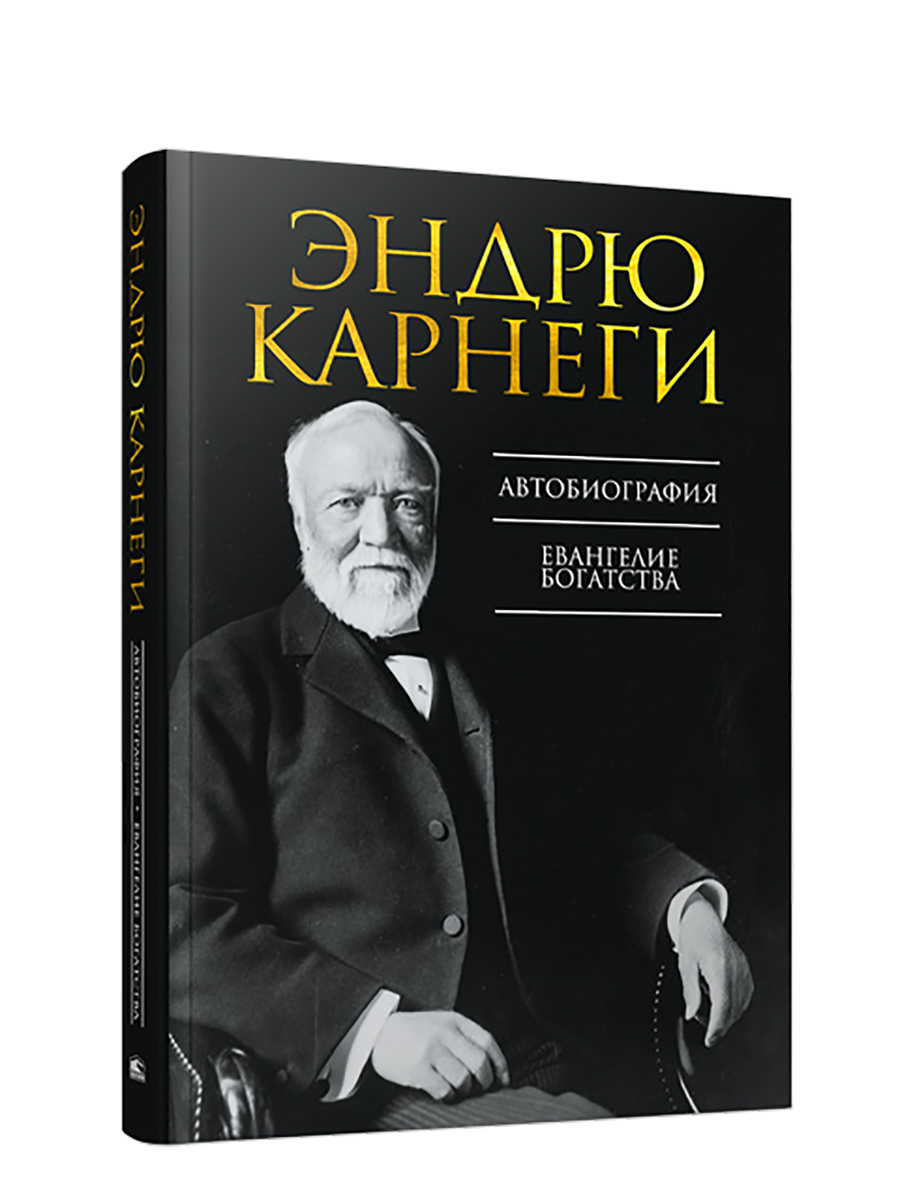 ЭНДРЮ
КАРНЕГИ
АВТОБИОГРАФИЯ
ЕВАНГЕЛИЕ
БОГАТСТВА
ЭНДРЮ КАРНЕГИ
АВТОБИОГРАФИЯ • ЕВАНГЕЛИЕ БОГАТСТВА